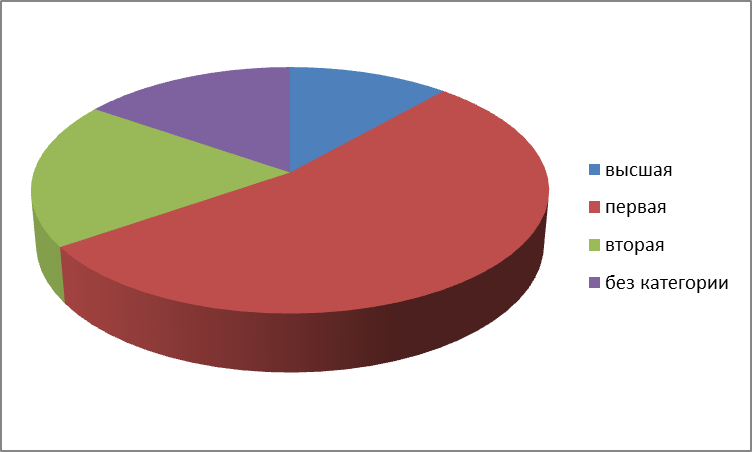 высшая
первая
вторая
без категории